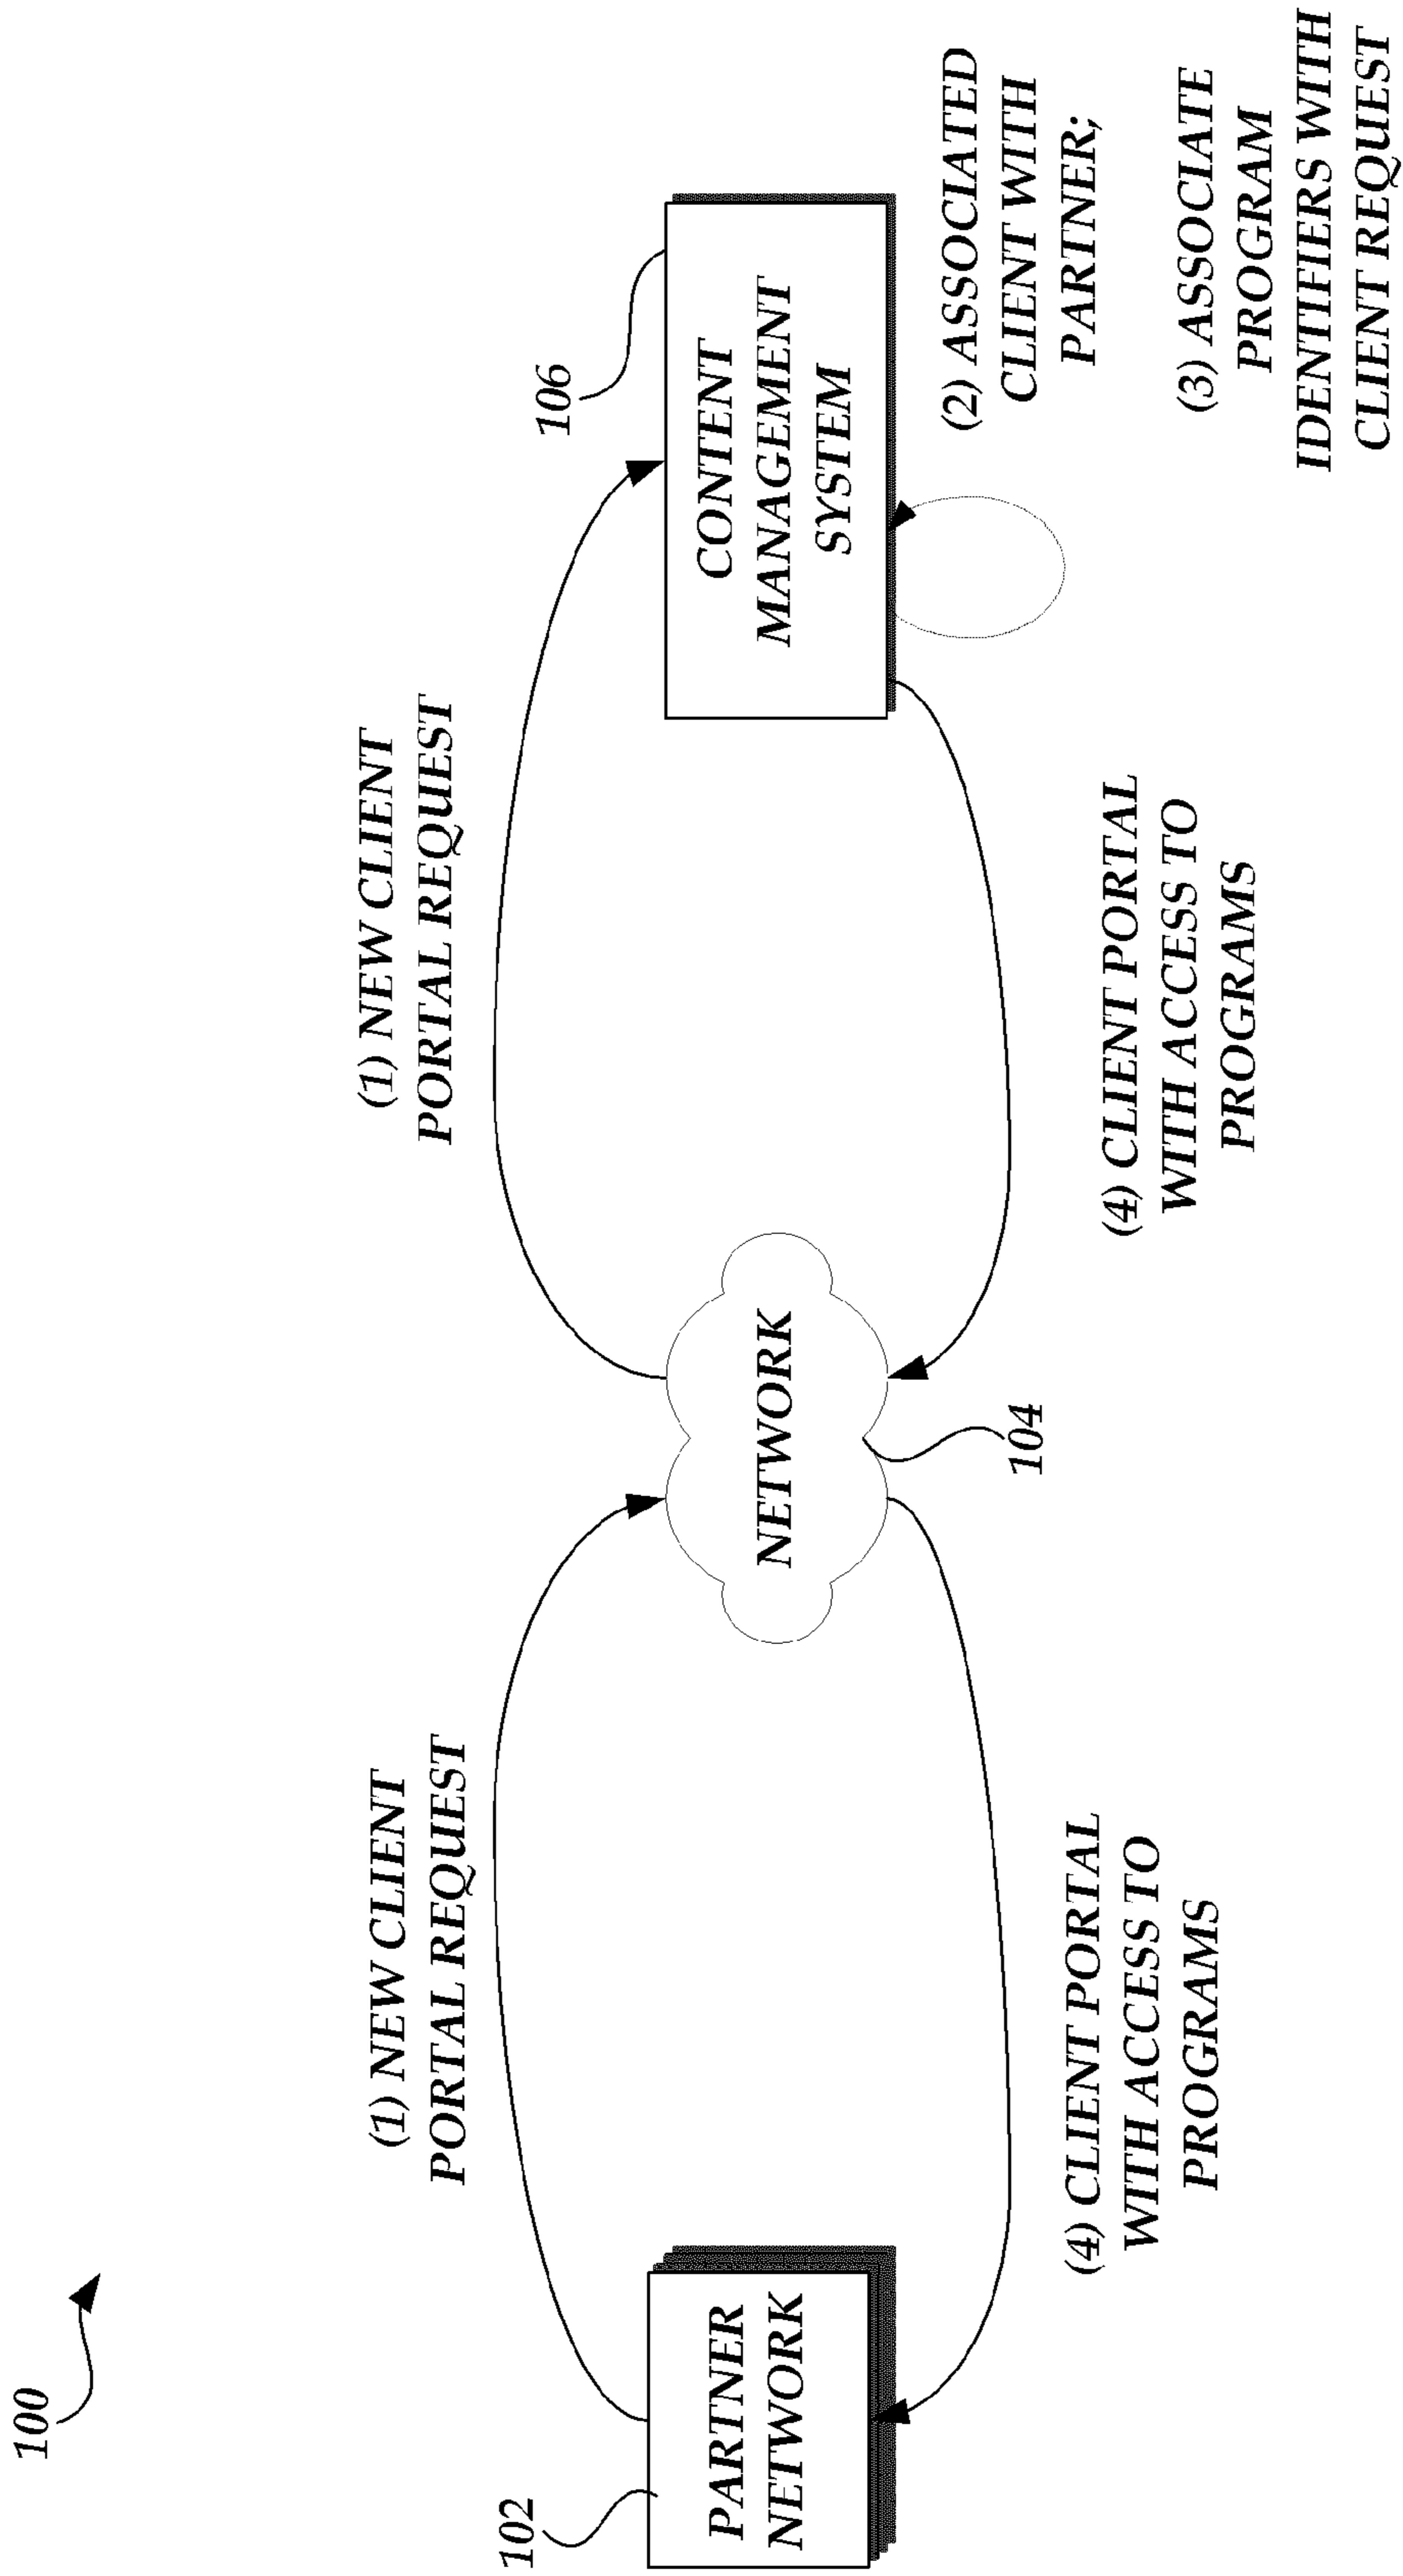 100
(1) NEW CLIENT
PORTAL REQUEST
(1) NEW CLIENT
PORTAL REQUEST
102
PARTNER
NETWORK
NETWORK
104
106
CONTENT
MANAGEMENT
SYSTEM
(4) CLIENT PORTAL
WITH ACCESS TO
PROGRAMS
(4) CLIENT PORTAL
WITH ACCESS TO
PROGRAMS
(2) ASSOCIATED
CLIENT WITH
PARTNER;
(3) ASSOCIATE
PROGRAM
IDENTIFIERS WITH
CLIENT REQUEST